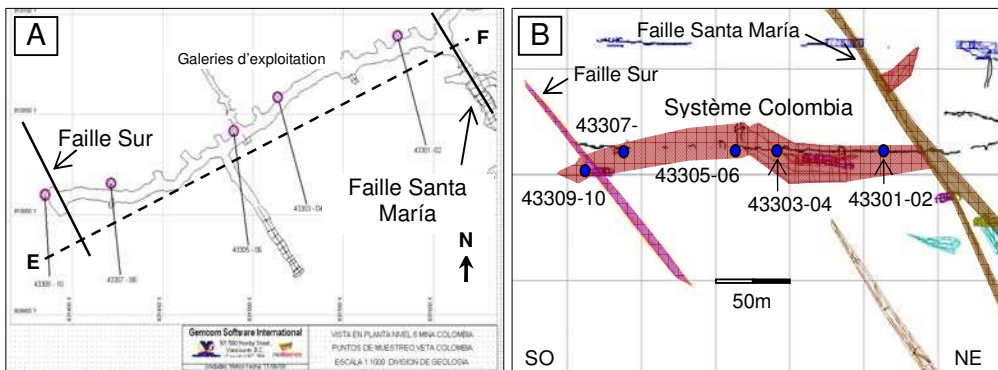 A
Galeries d'exploitation
F
Faille Sur
Faille Santa
María
43301-02
43303-04
43305-06
43307-08
43309-10
E
N
Gemcom Software International
Vancouver B.C.
VISTA EN PLANTA NIVEL 6 MINA COLOMBIA
PUNTOS DE MUESTREO VETA COLOMBIA
ESCALA 1:1000 DIVISION DE GEOLOGIA
B
Faille Santa María
Faille Sur
Système Colombia
43307-
43305-06
43309-10
43303-04
43301-02
50m
SO
NE